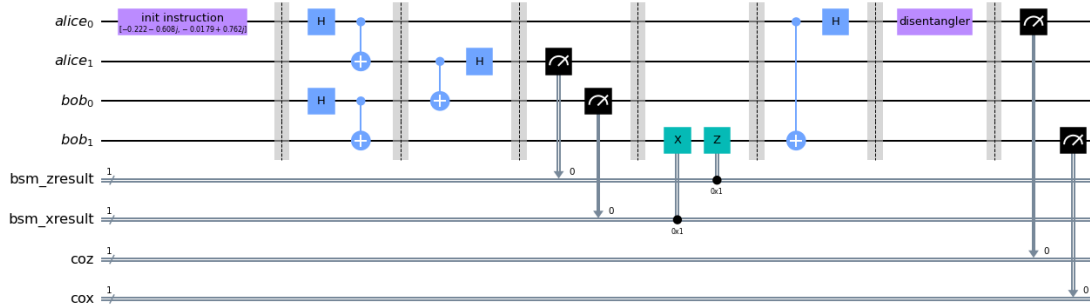 alice0 init instruction H H disentangler
[−0.222−0.608j, −0.0179+0.762j]
alice1 H
bob0 H
bob1 X Z
bsm_zresult 1 0 0x1
bsm_xresult 1 0 0x1
coz 1 0
cox 1 0